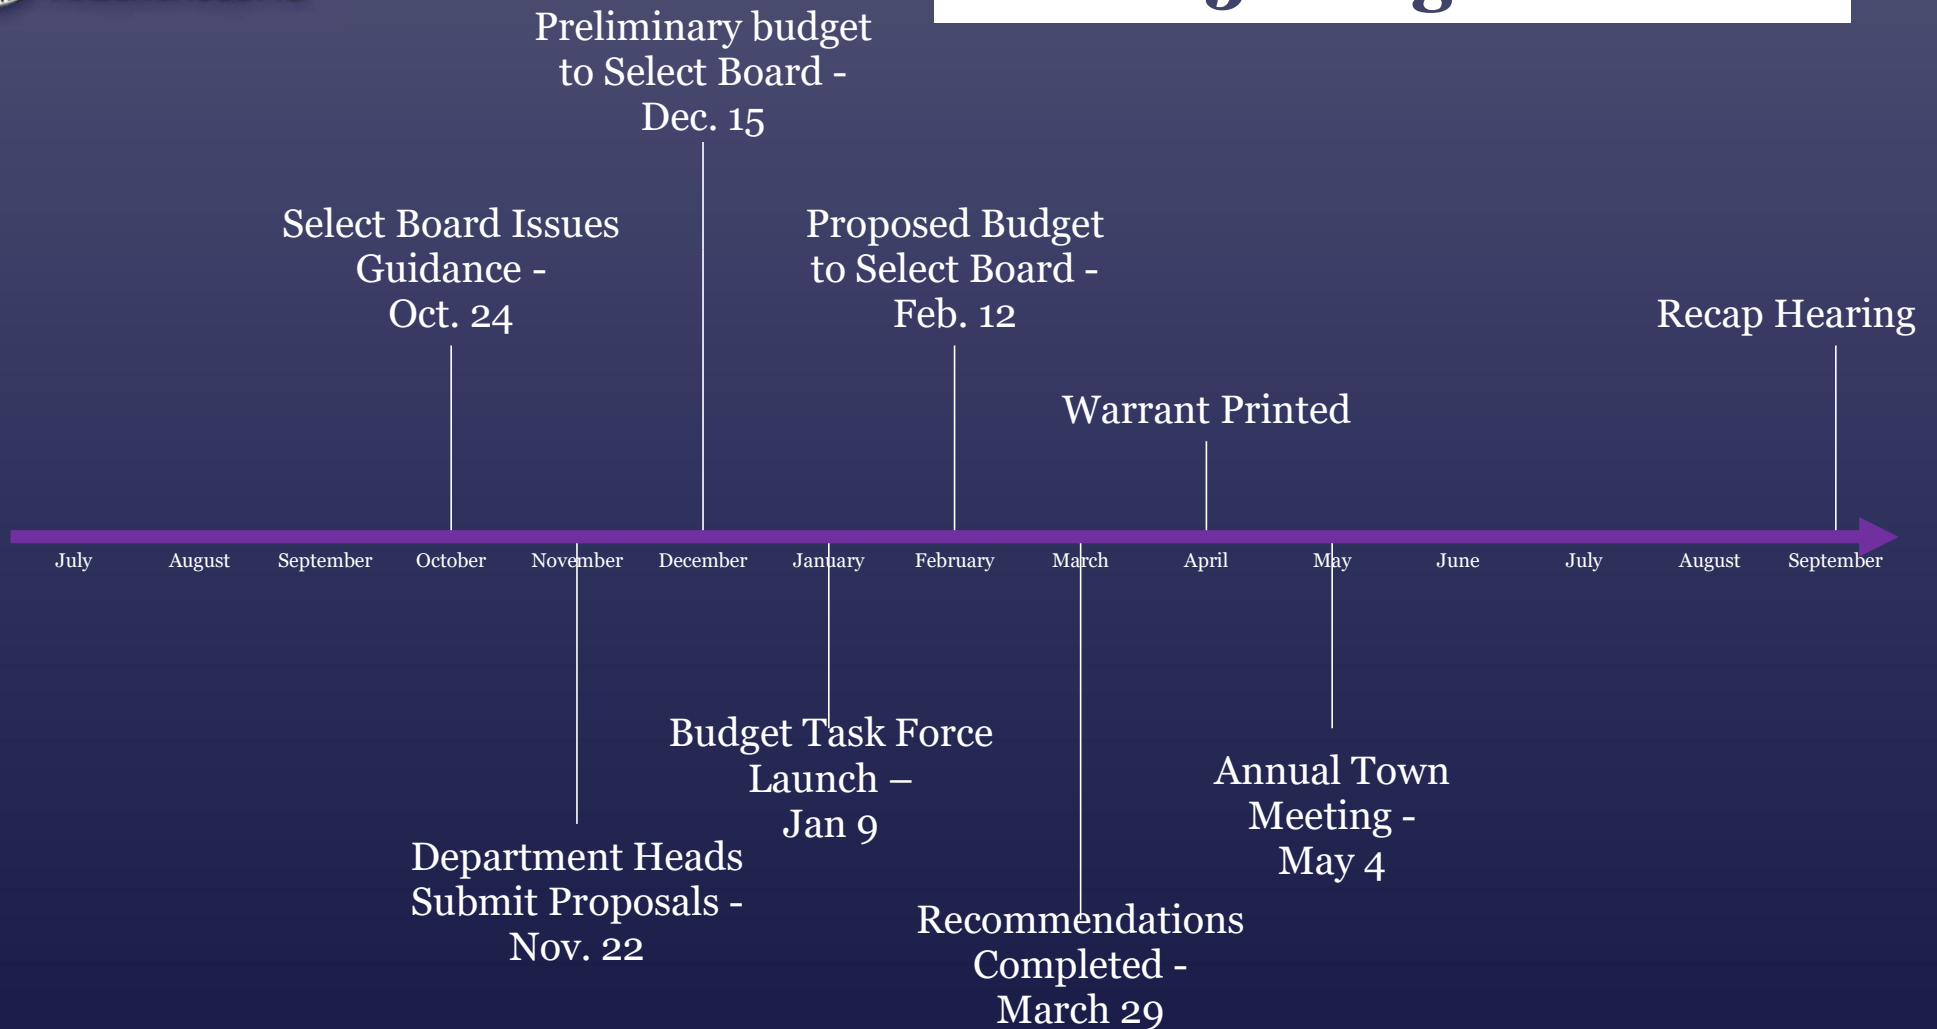 Preliminary budget
to Select Board -
Dec. 15
Select Board Issues
Guidance -
Oct. 24
Proposed Budget
to Select Board -
Feb. 12
Recap Hearing
Warrant Printed
July August September October November December January February March April May June July August September
Budget Task Force
Launch –
Jan 9
Annual Town
Meeting -
May 4
Department Heads
Submit Proposals -
Nov. 22
Recommendations
Completed -
March 29